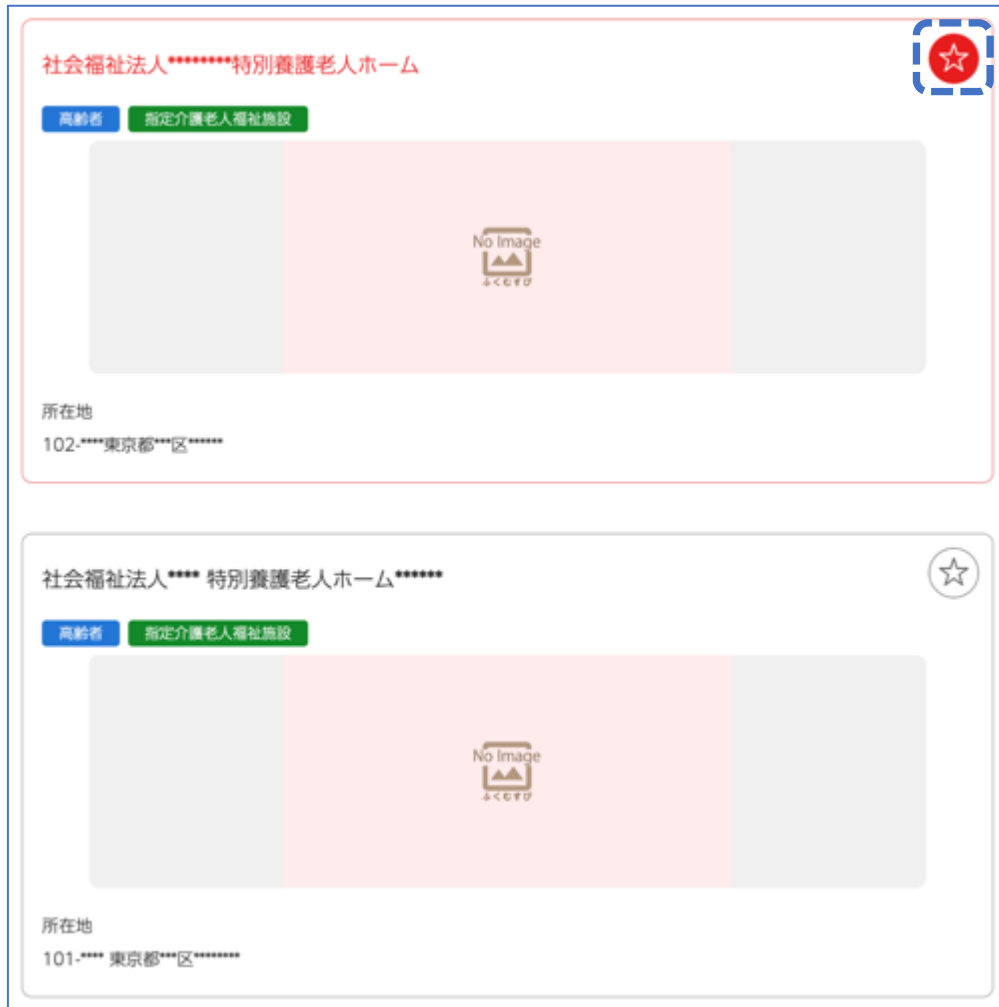 社会福祉法人********特別養護老人ホーム
高齢者 指定介護老人福祉施設
No Image
ふくむすび
所在地
102-****東京都***区******
社会福祉法人**** 特別養護老人ホーム******
高齢者 指定介護老人福祉施設
No Image
ふくむすび
所在地
101-**** 東京都***区********